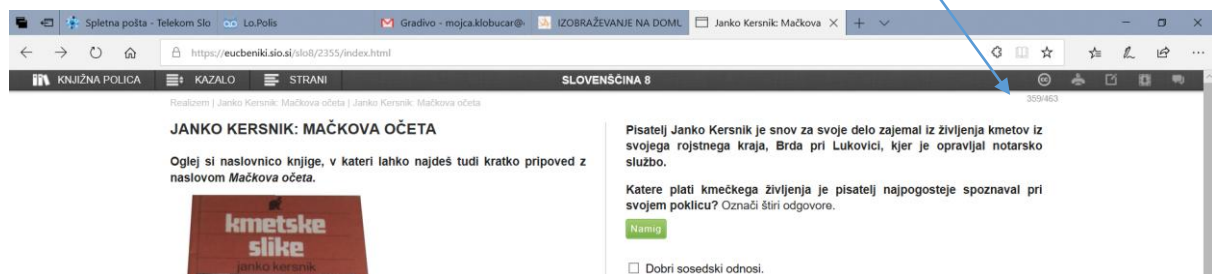 Spletna pošta - Telekom Slo
Lo.Polis
Gradivo - mojca.klobucar@
IZOBRAŽEVANJE NA DOMU
Janko Kersnik: Mačkova
https://eucbeniki.sio.si/slo8/2355/index.html
KNJIŽNA POLICA
KAZALO
STRANI
SLOVENŠČINA 8
Realizem | Janko Kersnik: Mačkova očeta | Janko Kersnik: Mačkova očeta
359/463
JANKO KERSNIK: MAČKOVA OČETA
Oglej si naslovnico knjige, v kateri lahko najdeš tudi kratko pripoved z
naslovom Mačkova očeta.
kmetske
slike
janko kersnik
Pisatelj Janko Kersnik je snov za svoje delo zajemal iz življenja kmetov iz
svojega rojstnega kraja, Brda pri Lukovici, kjer je opravljal notarsko
službo.
Katere plati kmečkega življenja je pisatelj najpogosteje spoznaval pri
svojem poklicu? Označi štiri odgovore.
Namig
Dobri sosedski odnosi.